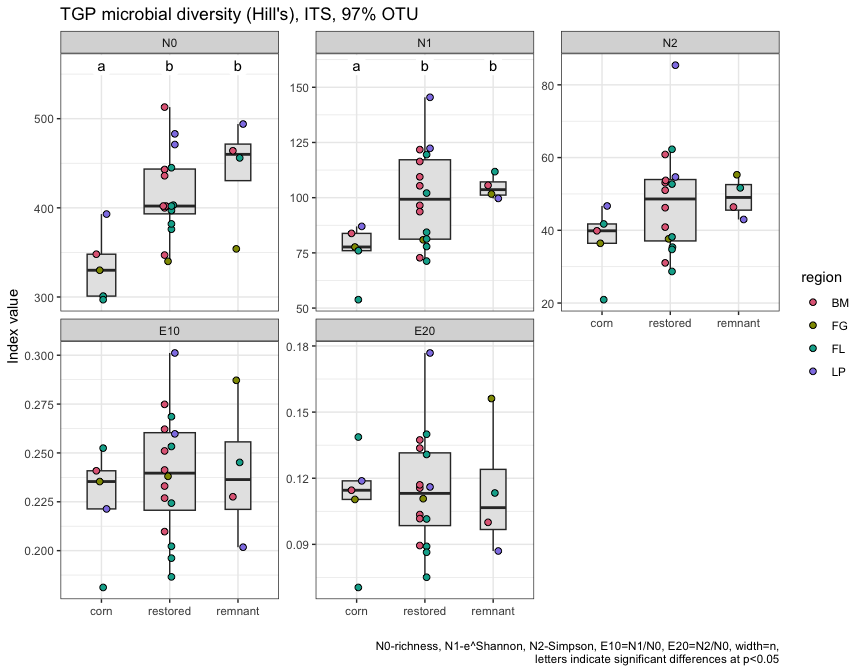 TGP microbial diversity (Hill's), ITS, 97% OTU
N0
N1
N2
a b b
a b b
500
400
300
150
125
100
75
50
80
60
40
20
corn restored remnant
Index value
E10
E20
0.300
0.275
0.250
0.225
0.200
0.18
0.15
0.12
0.09
corn restored remnant
corn restored remnant
region
BM
FG
FL
LP
N0-richness, N1-e^Shannon, N2-Simpson, E10=N1/N0, E20=N2/N0, width=n,
letters indicate significant differences at p<0.05